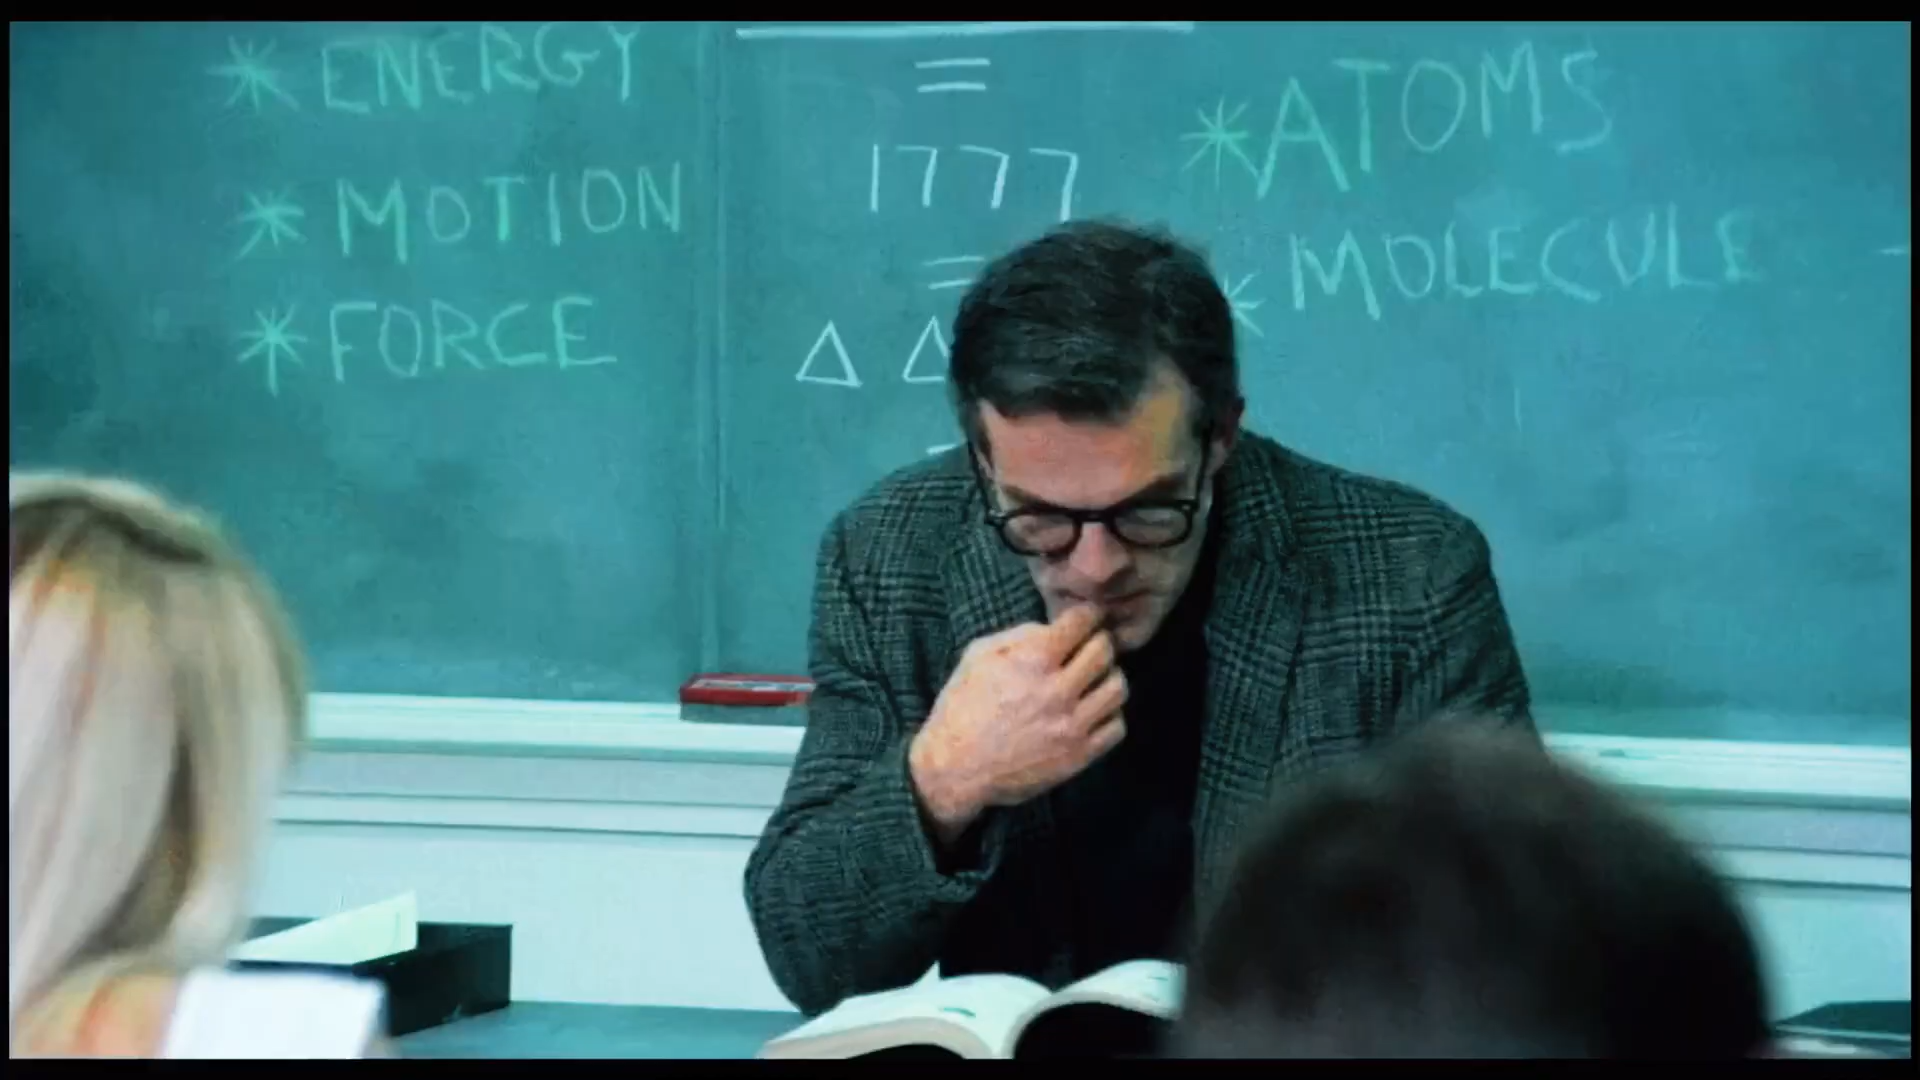 * ENERGY
* MOTION
* FORCE
=
1777
=
Δ Δ
* ATOMS
* MOLECULE